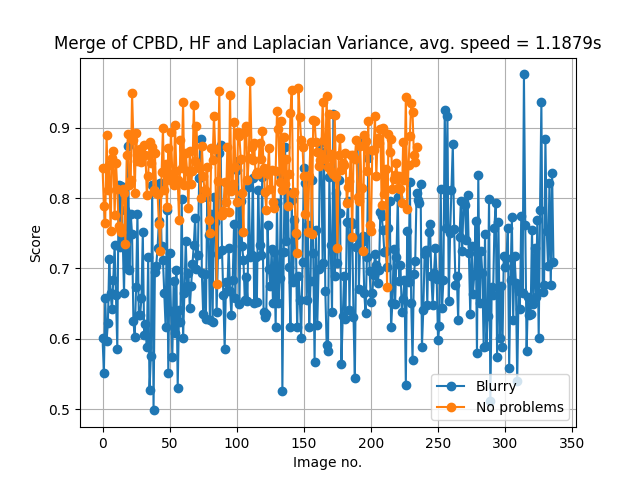 Merge of CPBD, HF and Laplacian Variance, avg. speed = 1.1879s
Score
0.9
0.8
0.7
0.6
0.5
Blurry
No problems
0 50 100 150 200 250 300 350
Image no.